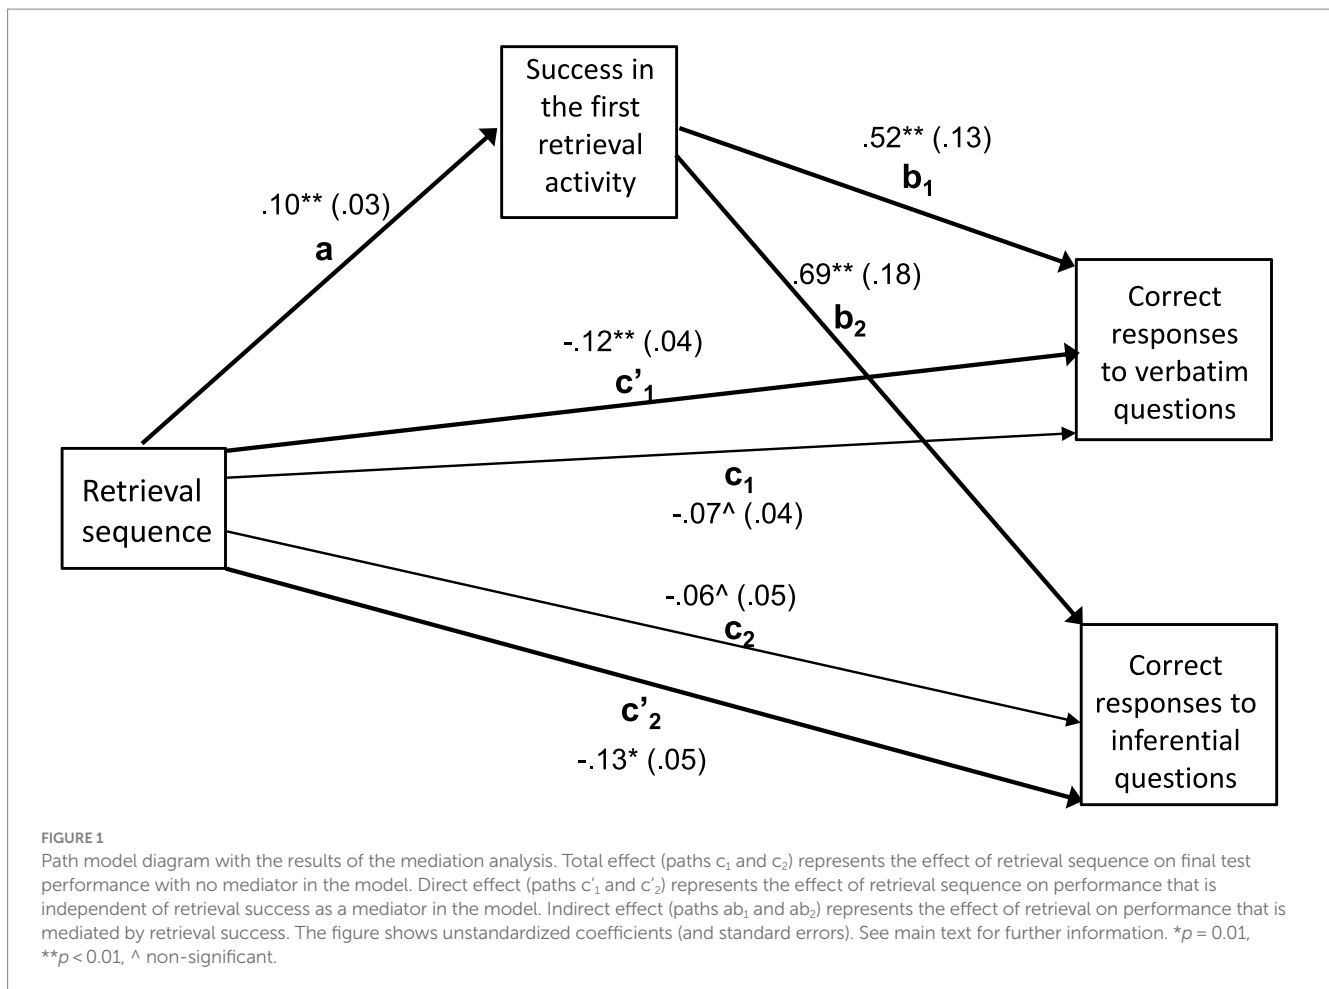 Success in
the first
retrieval
activity
.52** (.13)
b₁
.10** (.03)
a
.69** (.18)
b₂
Correct
responses
to verbatim
questions
-.12** (.04)
c’₁
Retrieval
sequence
c₁
-.07^ (.04)
-.06^ (.05)
c₂
Correct
responses to
inferential
questions
c’₂
-.13* (.05)
FIGURE 1
Path model diagram with the results of the mediation analysis. Total effect (paths c₁ and c₂) represents the effect of retrieval sequence on final test
performance with no mediator in the model. Direct effect (paths c’₁ and c’₂) represents the effect of retrieval sequence on performance that is
independent of retrieval success as a mediator in the model. Indirect effect (paths ab₁ and ab₂) represents the effect of retrieval on performance that is
mediated by retrieval success. The figure shows unstandardized coefficients (and standard errors). See main text for further information. *p = 0.01,
**p < 0.01, ^ non-significant.